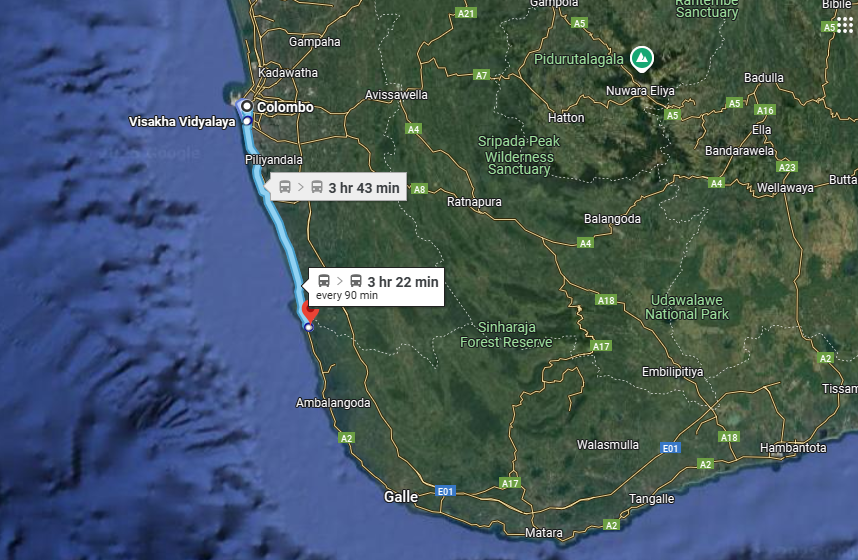 Gampola
Rantembe
Sanctuary
Bibile
A21
A5
A5
Gampaha
Pidurutalagala
Kadawatha
A7
Badulla
Nuwara Eliya
Avissawella
Colombo
A5
A16
Hatton
A5
Visakha Vidyalaya
A4
Ella
Sripada Peak
Wilderness
Sanctuary
Bandarawela
Piliyandala
A23
A4
Butta
3 hr 43 min
A8
Wellawaya
Ratnapura
Balangoda
A4
3 hr 22 min
every 90 min
A18
Udawalawe
National Park
Sinharaja
Forest Reserve
A17
A2
Embilipitiya
Tissam
Ambalangoda
A2
A18
Walasmulla
E01
Hambantota
A2
A17
E01
Galle
Tangalle
A2
Matara